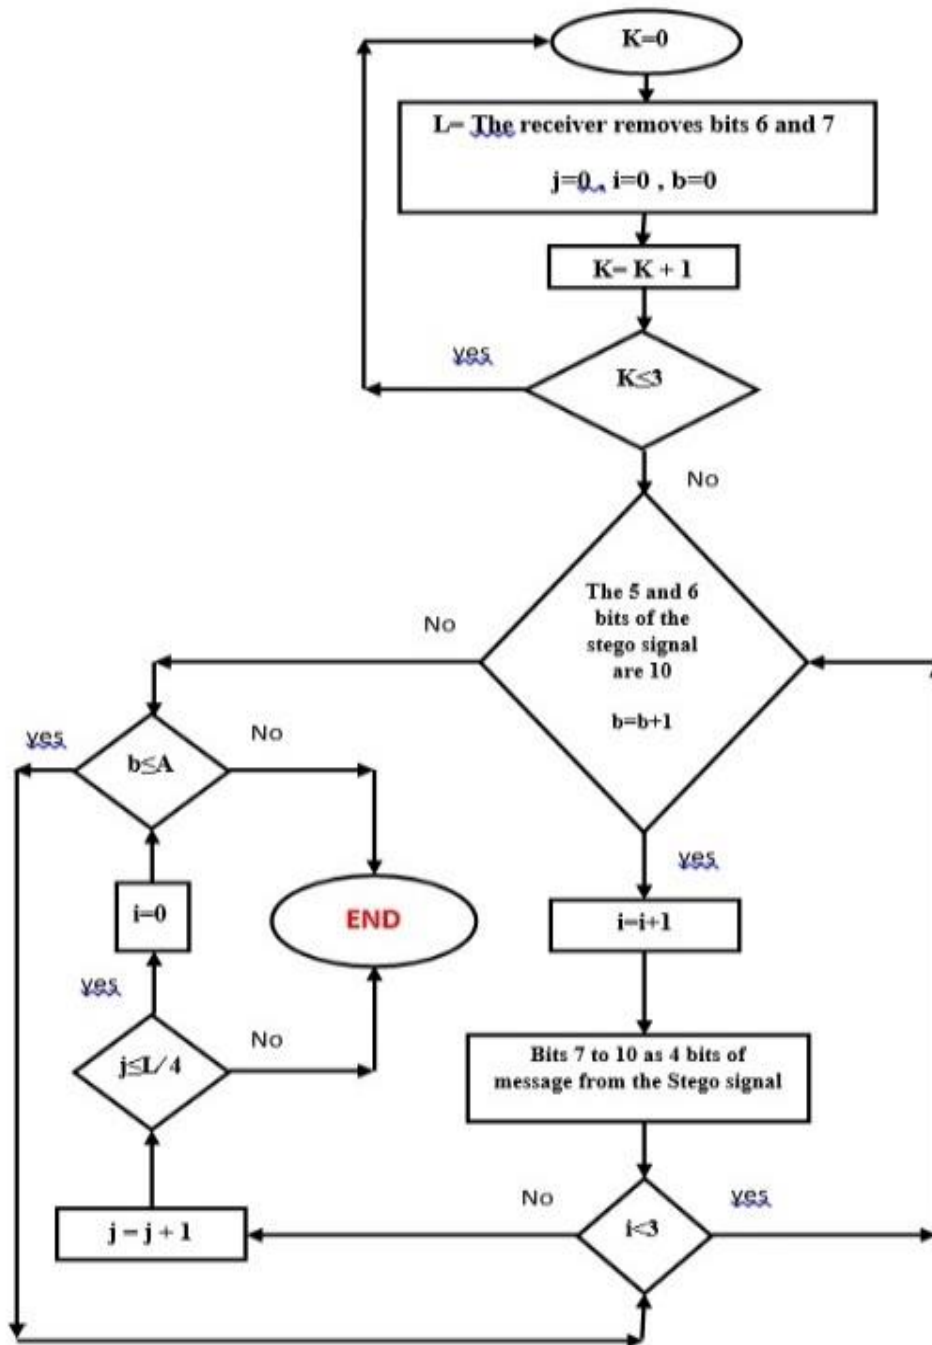 K=0
L= The receiver removes bits 6 and 7
j=0 , i=0 , b=0
K= K + 1
yes
K≤3
No
The 5 and 6
bits of the
stego signal
are 10
b=b+1
No
yes
b≤A
No
yes
i=0
END
i=i+1
yes
j≤L/4
No
Bits 7 to 10 as 4 bits of
message from the Stego signal
No
yes
j = j + 1
i<3